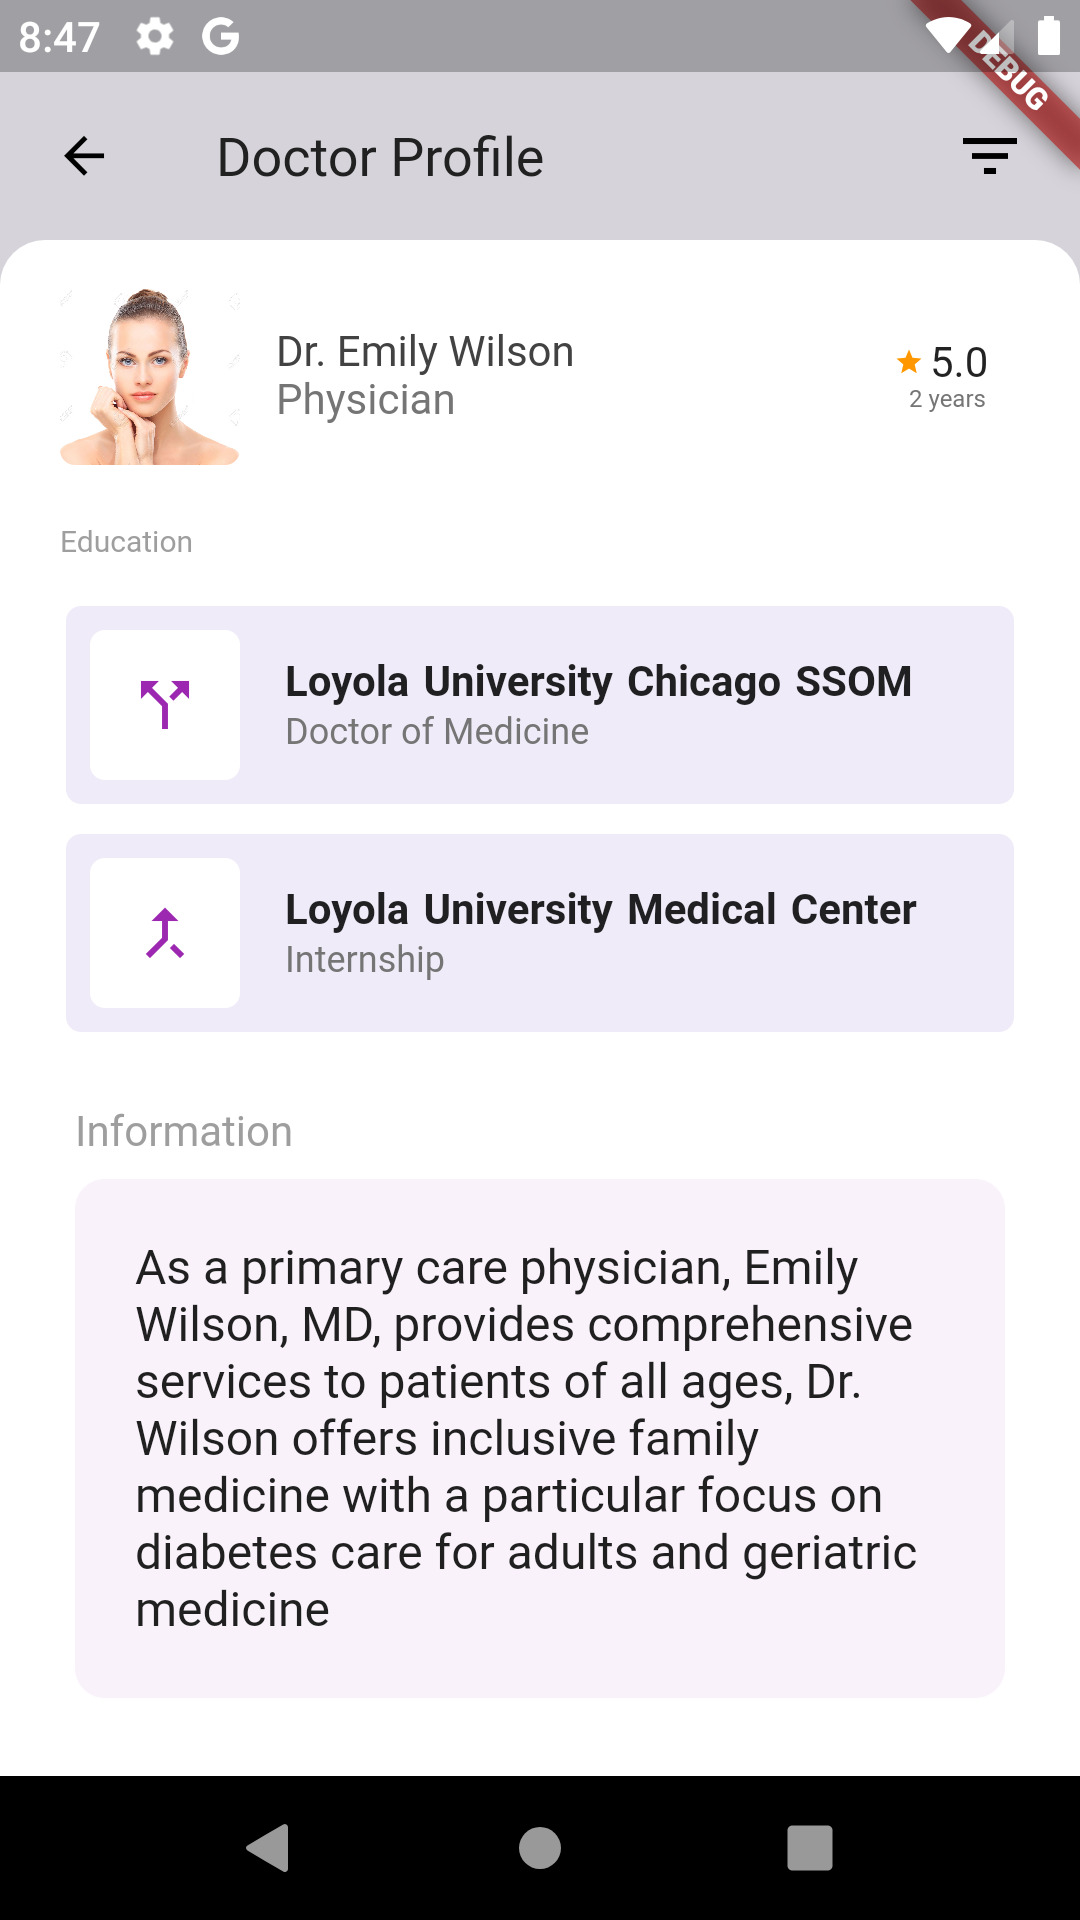 8:47
DEBUG
Doctor Profile
Dr. Emily Wilson
Physician
5.0
2 years
Education
Loyola University Chicago SSOM
Doctor of Medicine
Loyola University Medical Center
Internship
Information
As a primary care physician, Emily
Wilson, MD, provides comprehensive
services to patients of all ages, Dr.
Wilson offers inclusive family
medicine with a particular focus on
diabetes care for adults and geriatric
medicine